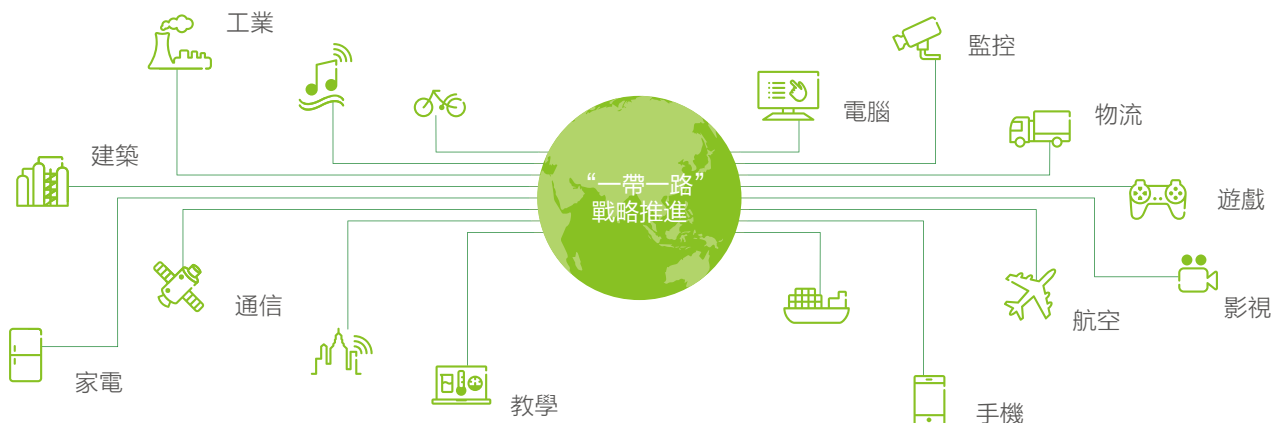 工業
監控
電腦
物流
建築
“一帶一路”
戰略推進
遊戲
通信
影視
航空
家電
教學
手機